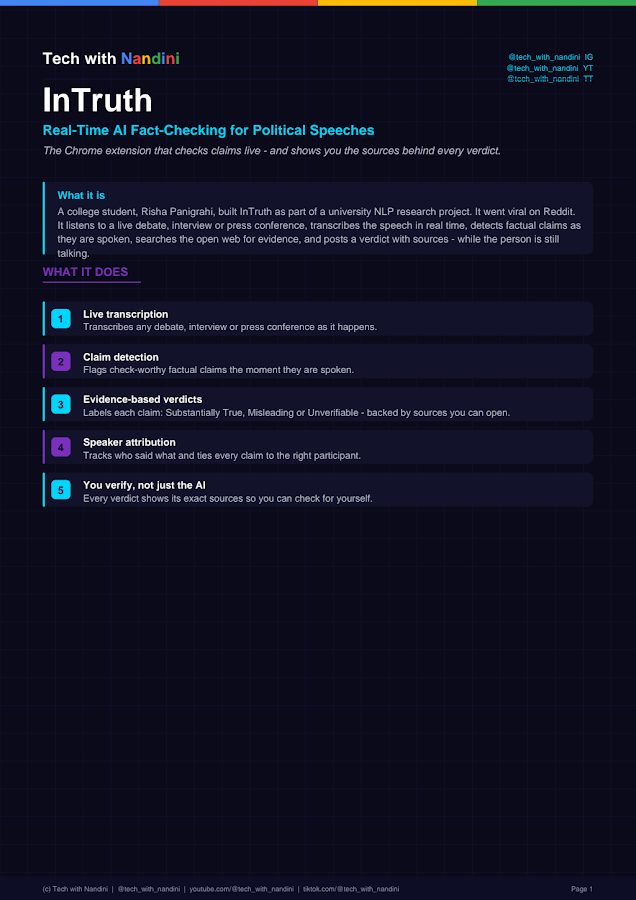 Tech with Nandini
@tech_with_nandini IG
@tech_with_nandini YT
@tech_with_nandini TT
InTruth
Real-Time AI Fact-Checking for Political Speeches
The Chrome extension that checks claims live - and shows you the sources behind every verdict.
What it is
A college student, Risha Panigrahi, built InTruth as part of a university NLP research project. It went viral on Reddit.
It listens to a live debate, interview or press conference, transcribes the speech in real time, detects factual claims as
they are spoken, searches the open web for evidence, and posts a verdict with sources - while the person is still
talking.
WHAT IT DOES
1
Live transcription
Transcribes any debate, interview or press conference as it happens.
2
Claim detection
Flags check-worthy factual claims the moment they are spoken.
3
Evidence-based verdicts
Labels each claim: Substantially True, Misleading or Unverifiable - backed by sources you can open.
4
Speaker attribution
Tracks who said what and ties every claim to the right participant.
5
You verify, not just the AI
Every verdict shows its exact sources so you can check for yourself.
(c) Tech with Nandini | @tech_with_nandini | youtube.com/@tech_with_nandini | tiktok.com/@tech_with_nandini
Page 1